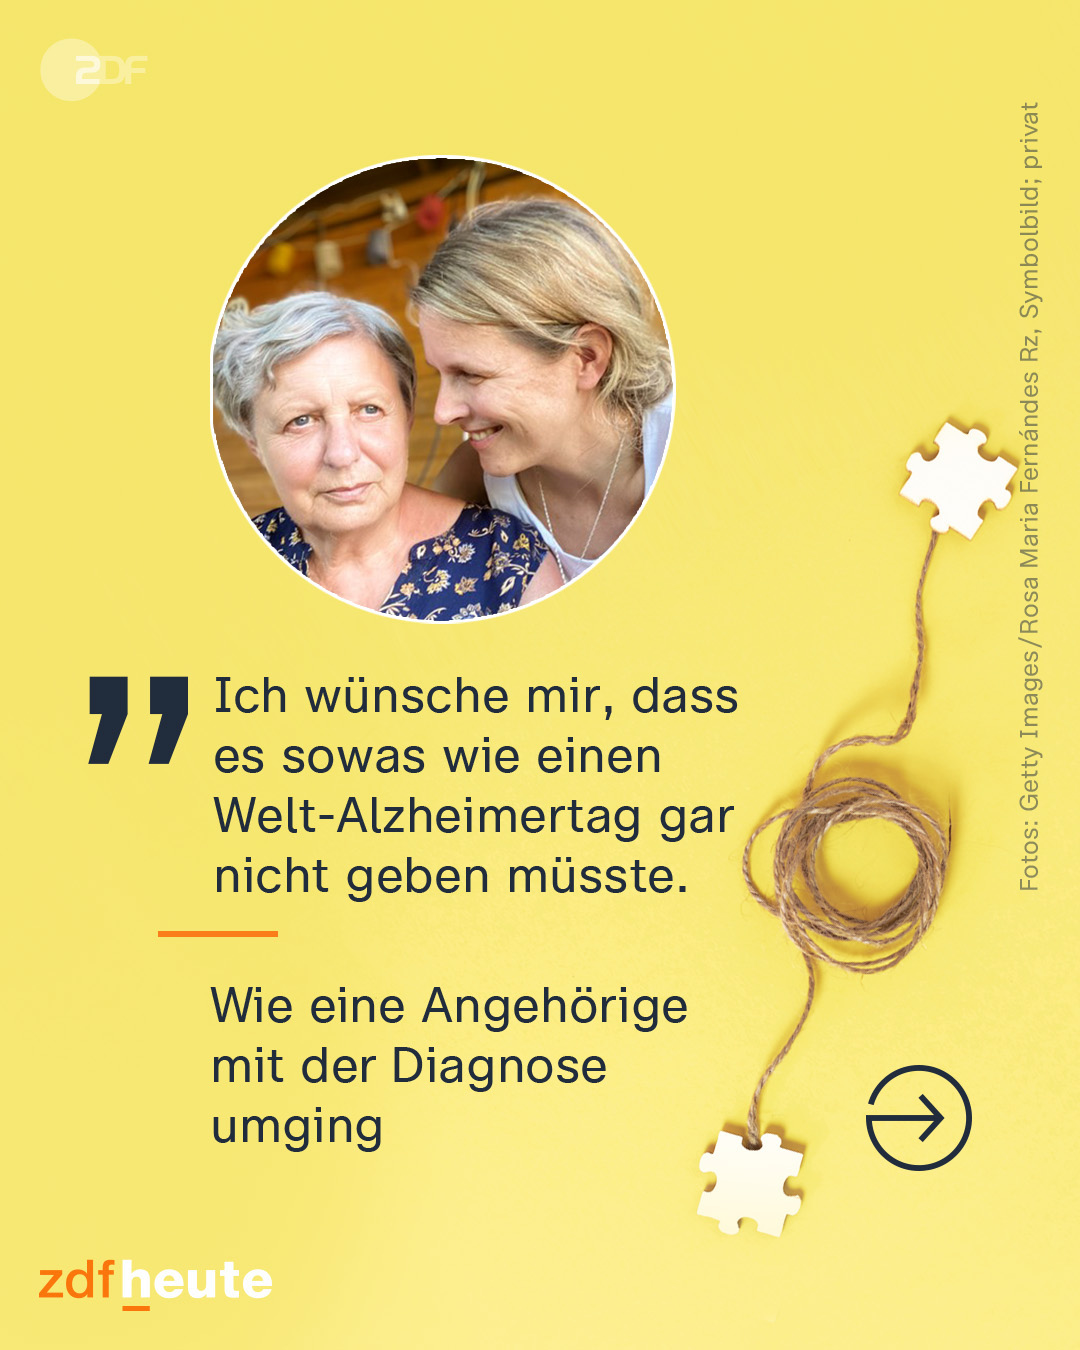 ZDF
Fotos: Getty Images/Rosa Maria Fernándes Rz, Symbolbild; privat
" Ich wünsche mir, dass
es sowas wie einen
Welt-Alzheimertag gar
nicht geben müsste.
Wie eine Angehörige
mit der Diagnose
umging
zdfheute